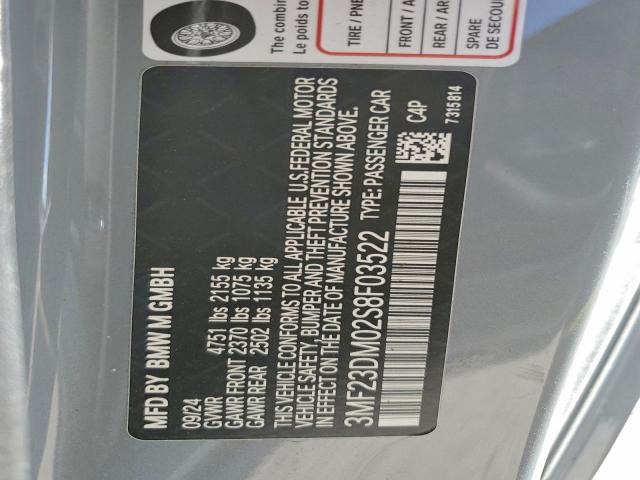 The combin
Le poids to
TIRE / PNE
FRONT / A
REAR / AR
SPARE
DE SECOU
MFD BY BMW M GMBH
09/24
GVWR 4751 lbs 2155 kg
GAWR FRONT 2370 lbs 1075 kg
GAWR REAR 2502 lbs 1135 kg
THIS VEHICLE CONFORMS TO ALL APPLICABLE U.S.FEDERAL MOTOR
VEHICLE SAFETY, BUMPER AND THEFT PREVENTION STANDARDS
IN EFFECT ON THE DATE OF MANUFACTURE SHOWN ABOVE.
3MF23DM02S8F03522 TYPE: PASSENGER CAR
C4P
7315814